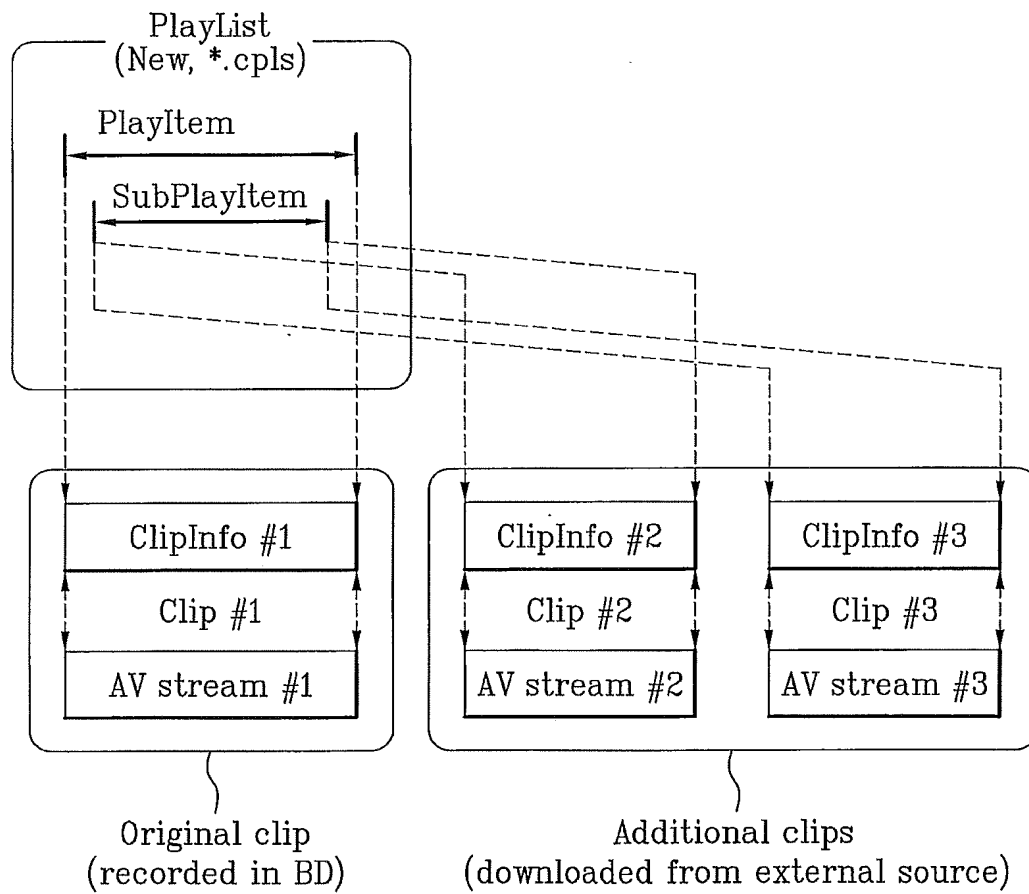 PlayList
(New, *.cpls)
PlayItem
SubPlayItem
ClipInfo #1
ClipInfo #2
ClipInfo #3
Clip #1
Clip #2
Clip #3
AV stream #1
AV stream #2
AV stream #3
Original clip
(recorded in BD)
Additional clips
(downloaded from external source)